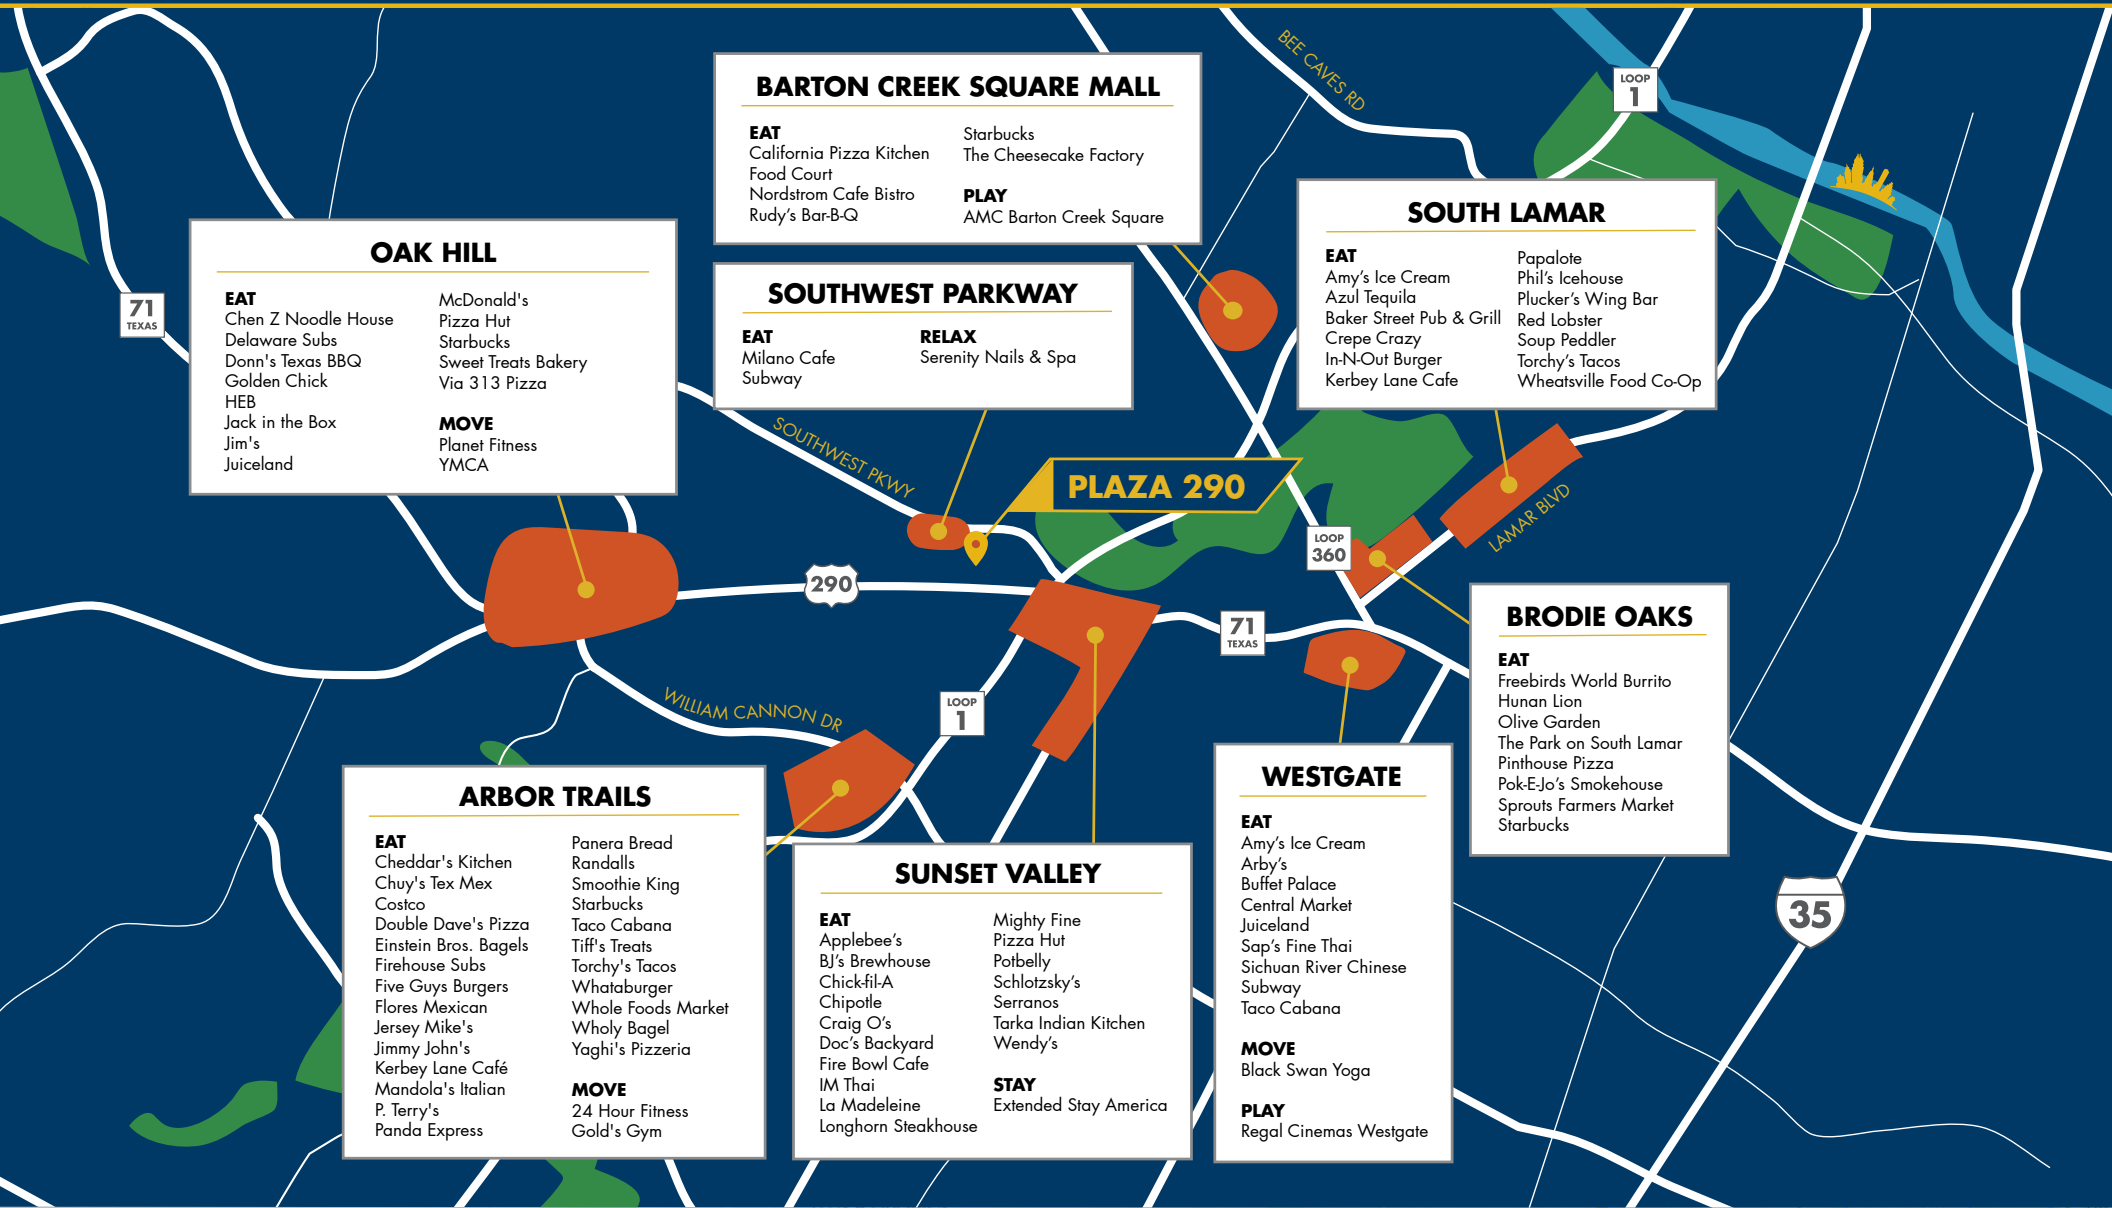 BEE CAVES RD
LOOP
1
BARTON CREEK SQUARE MALL
EAT
California Pizza Kitchen
Food Court
Nordstrom Cafe Bistro
Rudy's Bar-B-Q
Starbucks
The Cheesecake Factory
PLAY
AMC Barton Creek Square
OAK HILL
EAT
Chen Z Noodle House
Delaware Subs
Donn's Texas BBQ
Golden Chick
HEB
Jack in the Box
Jim's
Juiceland
McDonald's
Pizza Hut
Starbucks
Sweet Treats Bakery
Via 313 Pizza
MOVE
Planet Fitness
YMCA
71
TEXAS
SOUTHWEST PARKWAY
EAT
Milano Cafe
Subway
RELAX
Serenity Nails & Spa
SOUTH LAMAR
EAT
Amy's Ice Cream
Azul Tequila
Baker Street Pub & Grill
Crepe Crazy
In-N-Out Burger
Kerbey Lane Cafe
Papalote
Phil's Icehouse
Plucker's Wing Bar
Red Lobster
Soup Peddler
Torchy's Tacos
Wheatsville Food Co-Op
SOUTHWEST PKWY
PLAZA 290
LAMAR BLVD
LOOP
360
290
71
TEXAS
BRODIE OAKS
EAT
Freebirds World Burrito
Hunan Lion
Olive Garden
The Park on South Lamar
Pinthouse Pizza
Pok-E-Jo's Smokehouse
Sprouts Farmers Market
Starbucks
WILLIAM CANNON DR
LOOP
1
ARBOR TRAILS
EAT
Cheddar's Kitchen
Chuy's Tex Mex
Costco
Double Dave's Pizza
Einstein Bros. Bagels
Firehouse Subs
Five Guys Burgers
Flores Mexican
Jersey Mike's
Jimmy John's
Kerbey Lane Café
Mandola's Italian
P. Terry's
Panda Express
Panera Bread
Randalls
Smoothie King
Starbucks
Taco Cabana
Tiff's Treats
Torchy's Tacos
Whataburger
Whole Foods Market
Wholy Bagel
Yaghi's Pizzeria
MOVE
24 Hour Fitness
Gold's Gym
SUNSET VALLEY
EAT
Applebee's
BJ's Brewhouse
Chick-fil-A
Chipotle
Craig O's
Doc's Backyard
Fire Bowl Cafe
IM Thai
La Madeleine
Longhorn Steakhouse
Mighty Fine
Pizza Hut
Potbelly
Schlotzsky's
Serranos
Tarka Indian Kitchen
Wendy's
STAY
Extended Stay America
WESTGATE
EAT
Amy's Ice Cream
Arby's
Buffet Palace
Central Market
Juiceland
Sap's Fine Thai
Sichuan River Chinese
Subway
Taco Cabana
MOVE
Black Swan Yoga
PLAY
Regal Cinemas Westgate
35